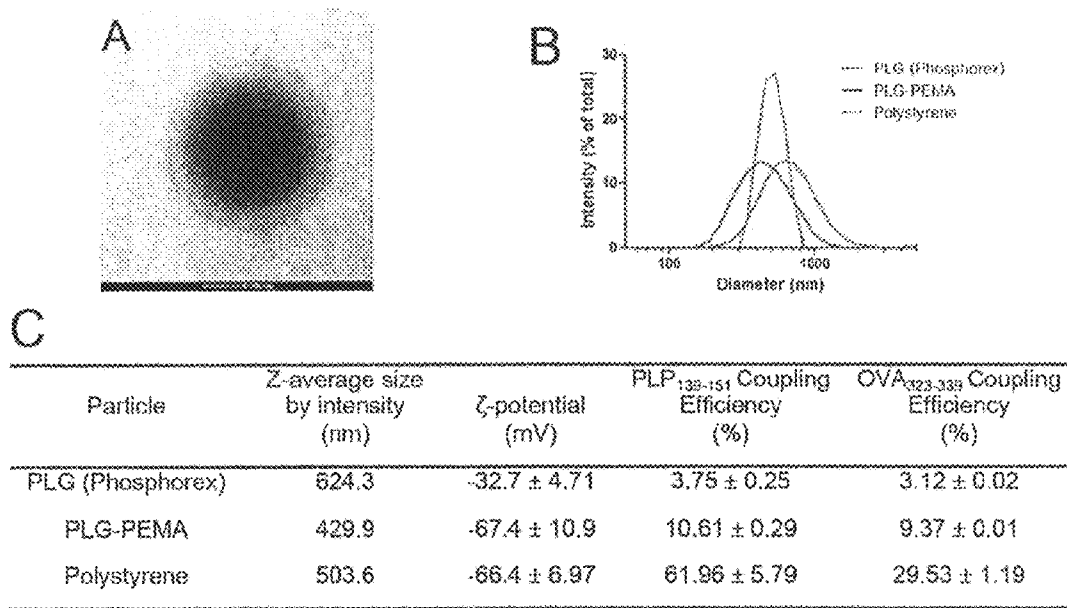 A
B
30
20
10
0
Intensity (% of total)
PLG (Phosphorex)
PLG-PEMA
Polystyrene
100
1000
Diameter (nm)
C
Particle
Z-average size by intensity (nm)
ζ-potential (mV)
PLP139-151 Coupling Efficiency (%)
OVA323-339 Coupling Efficiency (%)
PLG (Phosphorex) 624.3 -32.7 ± 4.71 3.75 ± 0.25 3.12 ± 0.02
PLG-PEMA 429.9 -67.4 ± 10.9 10.61 ± 0.29 9.37 ± 0.01
Polystyrene 503.6 -66.4 ± 6.97 61.96 ± 5.79 29.53 ± 1.19